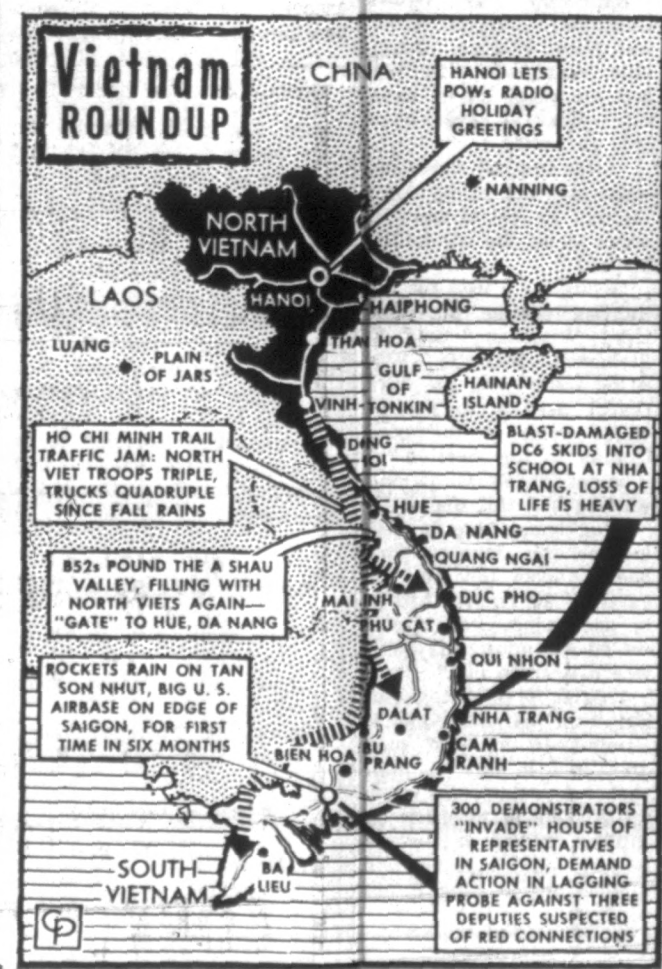 Vietnam
ROUNDUP
CHNA
HANOI LETS
POWs RADIO
HOLIDAY
GREETINGS
NANNING
NORTH
VIETNAM
LAOS
HANOI
HAIPHONG
LUANG
PLAIN
OF JARS
THAI HOA
GULF
OF
TONKIN
HAINAN
ISLAND
VINH
HO CHI MINH TRAIL
TRAFFIC JAM: NORTH
VIET TROOPS TRIPLE,
TRUCKS QUADRUPLE
SINCE FALL RAINS
BLAST-DAMAGED
DC6 SKIDS INTO
SCHOOL AT NHA
TRANG, LOSS OF
LIFE IS HEAVY
HUE
DA NANG
QUANG NGAI
B52s POUND THE A SHAU
VALLEY, FILLING WITH
NORTH VIETS AGAIN—
"GATE" TO HUE, DA NANG
MAI
DUC PHO
HU CAT
QUI NHON
ROCKETS RAIN ON TAN
SON NHUT, BIG U. S.
AIRBASE ON EDGE OF
SAIGON, FOR FIRST
TIME IN SIX MONTHS
DALAT
NHA TRANG
BIEN HOA
BU
PRANG
CAM
RANH
300 DEMONSTRATORS
"INVADE" HOUSE OF
REPRESENTATIVES
IN SAIGON, DEMAND
ACTION IN LAGGING
PROBE AGAINST THREE
DEPUTIES SUSPECTED
OF RED CONNECTIONS
SOUTH
VIETNAM
BA
LIEU
CP